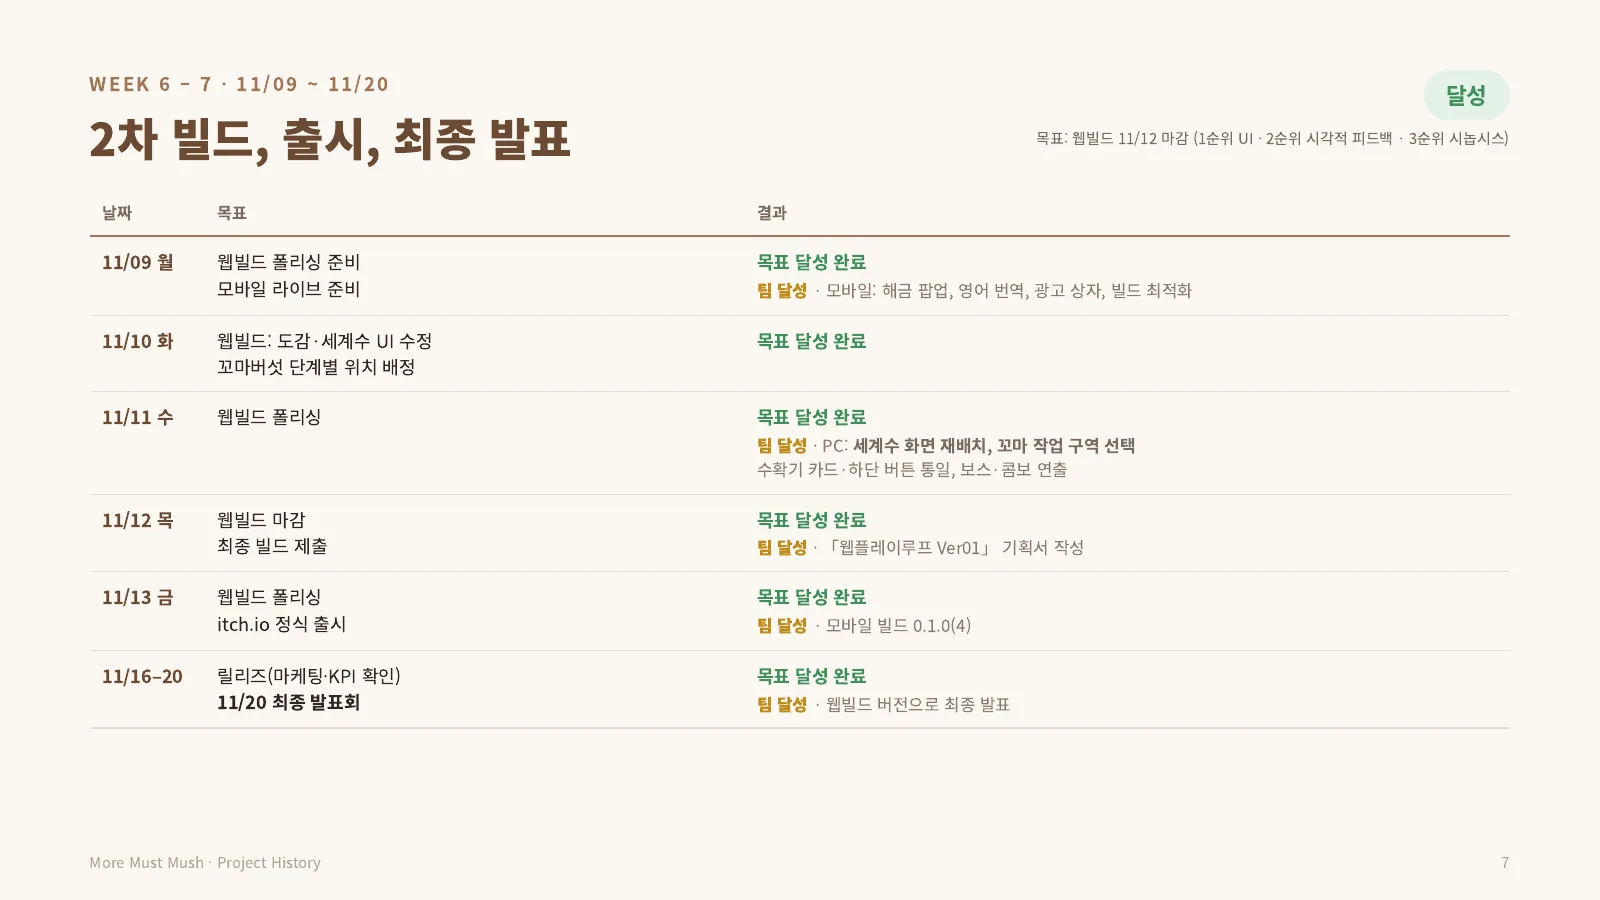 WEEK 6 – 7 · 11/09 ~ 11/20
2차 빌드, 출시, 최종 발표
달성
목표: 웹빌드 11/12 마감 (1순위 UI · 2순위 시각적 피드백 · 3순위 시놉시스)
날짜 목표 결과
11/09 월 웹빌드 폴리싱 준비 목표 달성 완료
모바일 라이브 준비 팀 달성 · 모바일: 해금 팝업, 영어 번역, 광고 상자, 빌드 최적화
11/10 화 웹빌드: 도감·세계수 UI 수정 목표 달성 완료
꼬마버섯 단계별 위치 배정
11/11 수 웹빌드 폴리싱 목표 달성 완료
팀 달성 · PC: 세계수 화면 재배치, 꼬마 작업 구역 선택
수확기 카드·하단 버튼 통일, 보스·콤보 연출
11/12 목 웹빌드 마감 목표 달성 완료
최종 빌드 제출 팀 달성 · 「웹플레이루프 Ver01」 기획서 작성
11/13 금 웹빌드 폴리싱 목표 달성 완료
itch.io 정식 출시 팀 달성 · 모바일 빌드 0.1.0(4)
11/16–20 릴리즈(마케팅·KPI 확인) 목표 달성 완료
11/20 최종 발표회 팀 달성 · 웹빌드 버전으로 최종 발표
More Must Mush · Project History 7